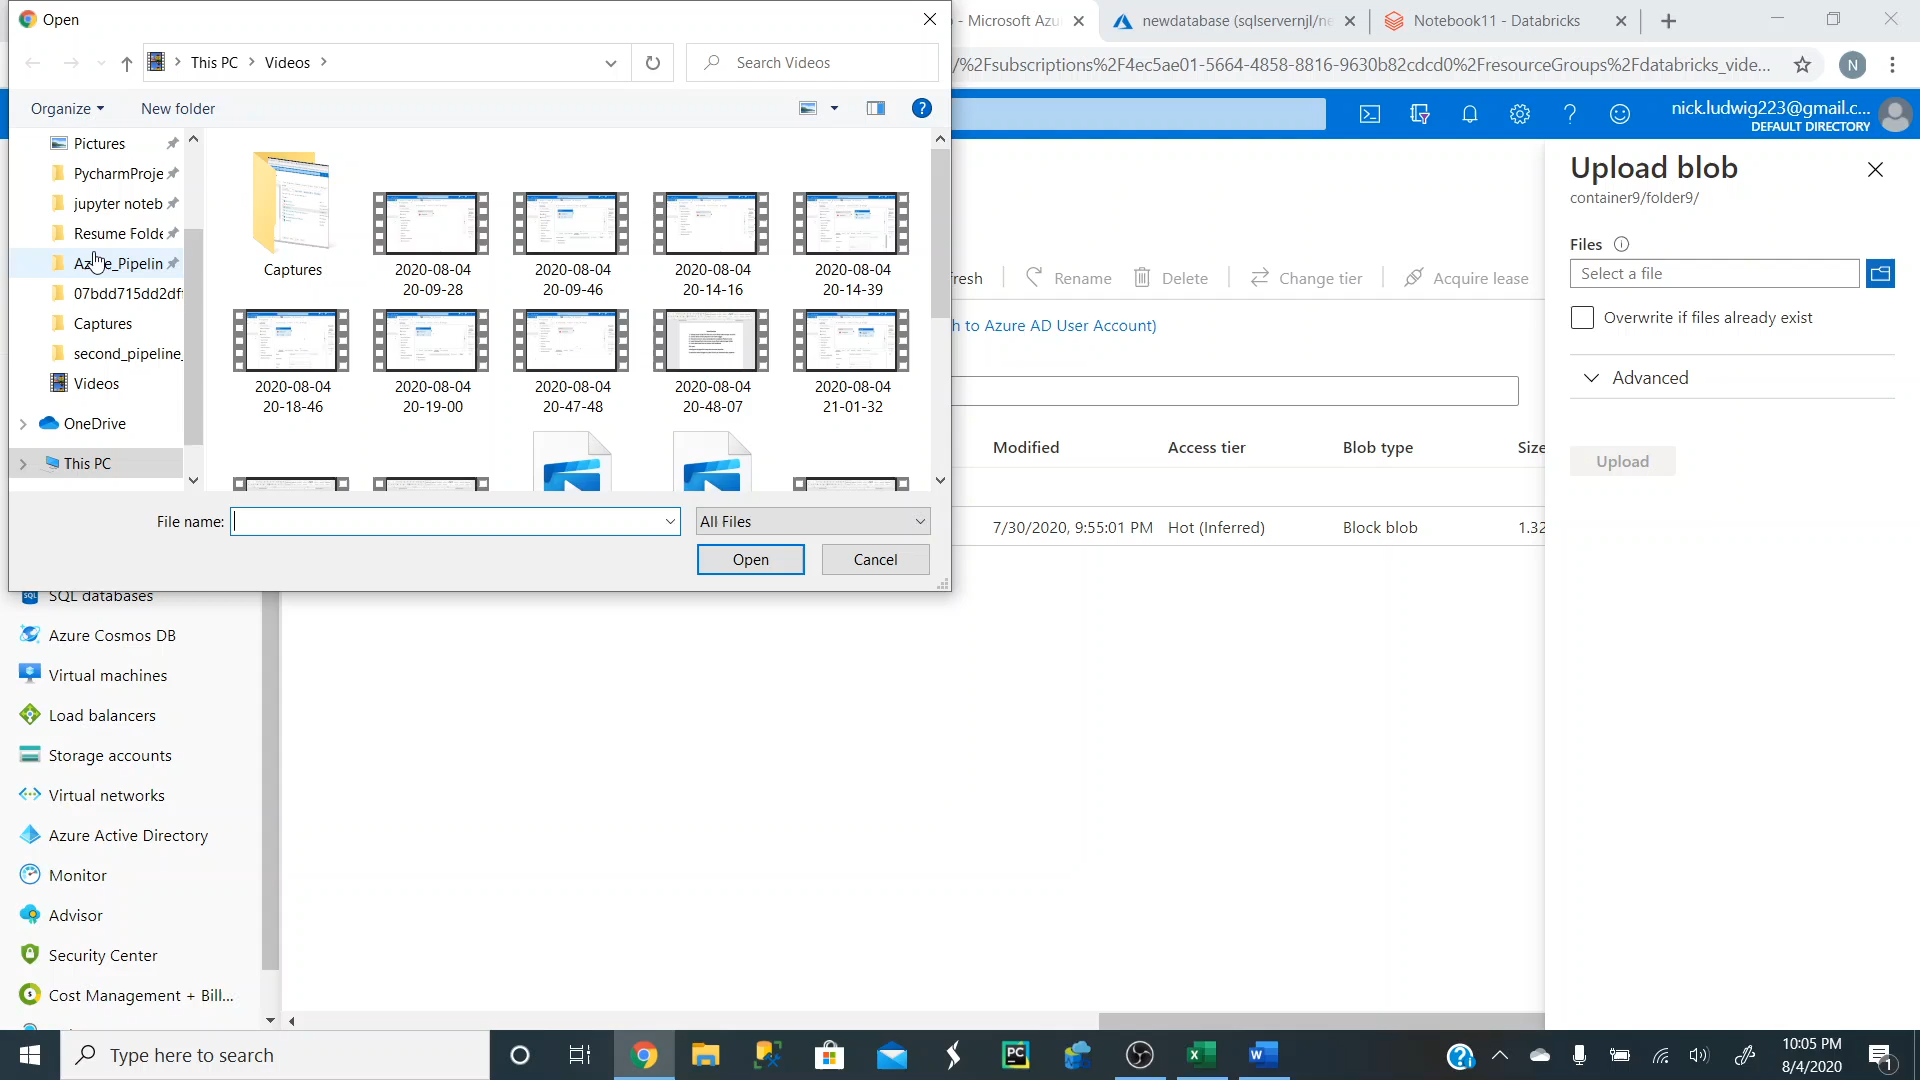 Open
- Microsoft Azu
newdatabase (sqlservernjl/ne
Notebook11 - Databricks
This PC
Videos
Search Videos
/%2Fsubscriptions%2F4ec5ae01-5664-4858-8816-9630b82cdcd0%2FresourceGroups%2Fdatabricks_vide...
N
Organize
New folder
nick.ludwig223@gmail.c...
DEFAULT DIRECTORY
Pictures
PycharmProje
jupyter noteb
Resume Folde
Azure_Pipelin
07bdd715dd2df
Captures
second_pipeline_
Videos
OneDrive
This PC
Captures
2020-08-04
20-09-28
2020-08-04
20-09-46
2020-08-04
20-14-16
2020-08-04
20-14-39
2020-08-04
20-18-46
2020-08-04
20-19-00
2020-08-04
20-47-48
2020-08-04
20-48-07
2020-08-04
21-01-32
File name:
All Files
Open
Cancel
Upload blob
container9/folder9/
Files
Select a file
Overwrite if files already exist
Advanced
Upload
resh
Rename
Delete
Change tier
Acquire lease
h to Azure AD User Account)
Modified
Access tier
Blob type
Size
7/30/2020, 9:55:01 PM
Hot (Inferred)
Block blob
1.32
SQL databases
Azure Cosmos DB
Virtual machines
Load balancers
Storage accounts
Virtual networks
Azure Active Directory
Monitor
Advisor
Security Center
Cost Management + Bill...
Type here to search
10:05 PM
8/4/2020
1